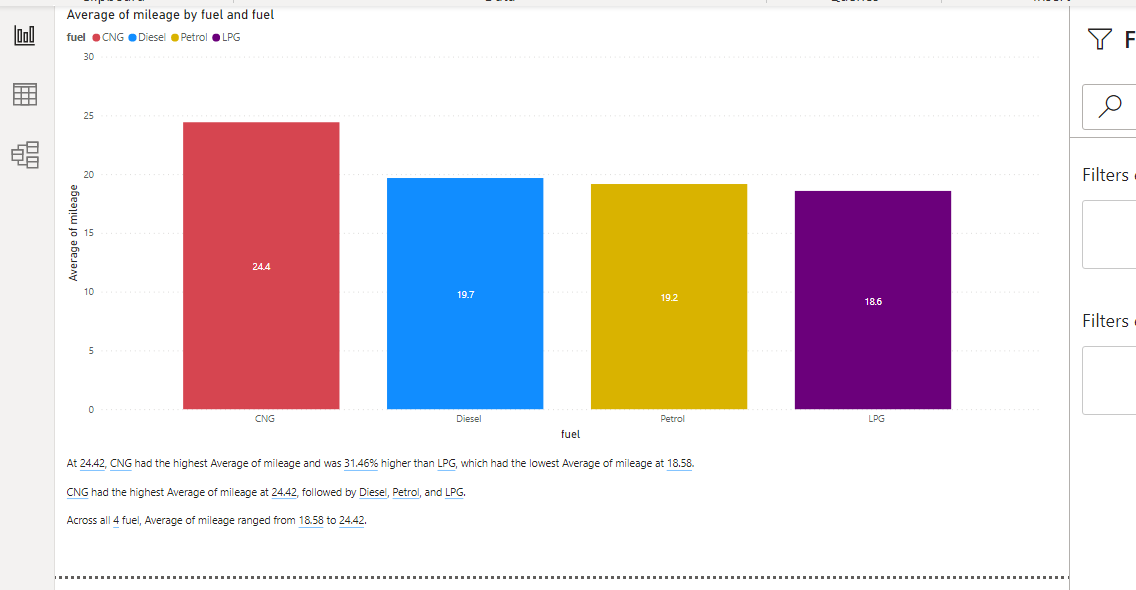 Average of mileage by fuel and fuel
fuel CNG Diesel Petrol LPG
30
25
20
15
10
5
0
Average of mileage
24.4
19.7
19.2
18.6
CNG Diesel Petrol LPG
fuel
At 24.42, CNG had the highest Average of mileage and was 31.46% higher than LPG, which had the lowest Average of mileage at 18.58.
CNG had the highest Average of mileage at 24.42, followed by Diesel, Petrol, and LPG.
Across all 4 fuel, Average of mileage ranged from 18.58 to 24.42.
F
Filters
Filters